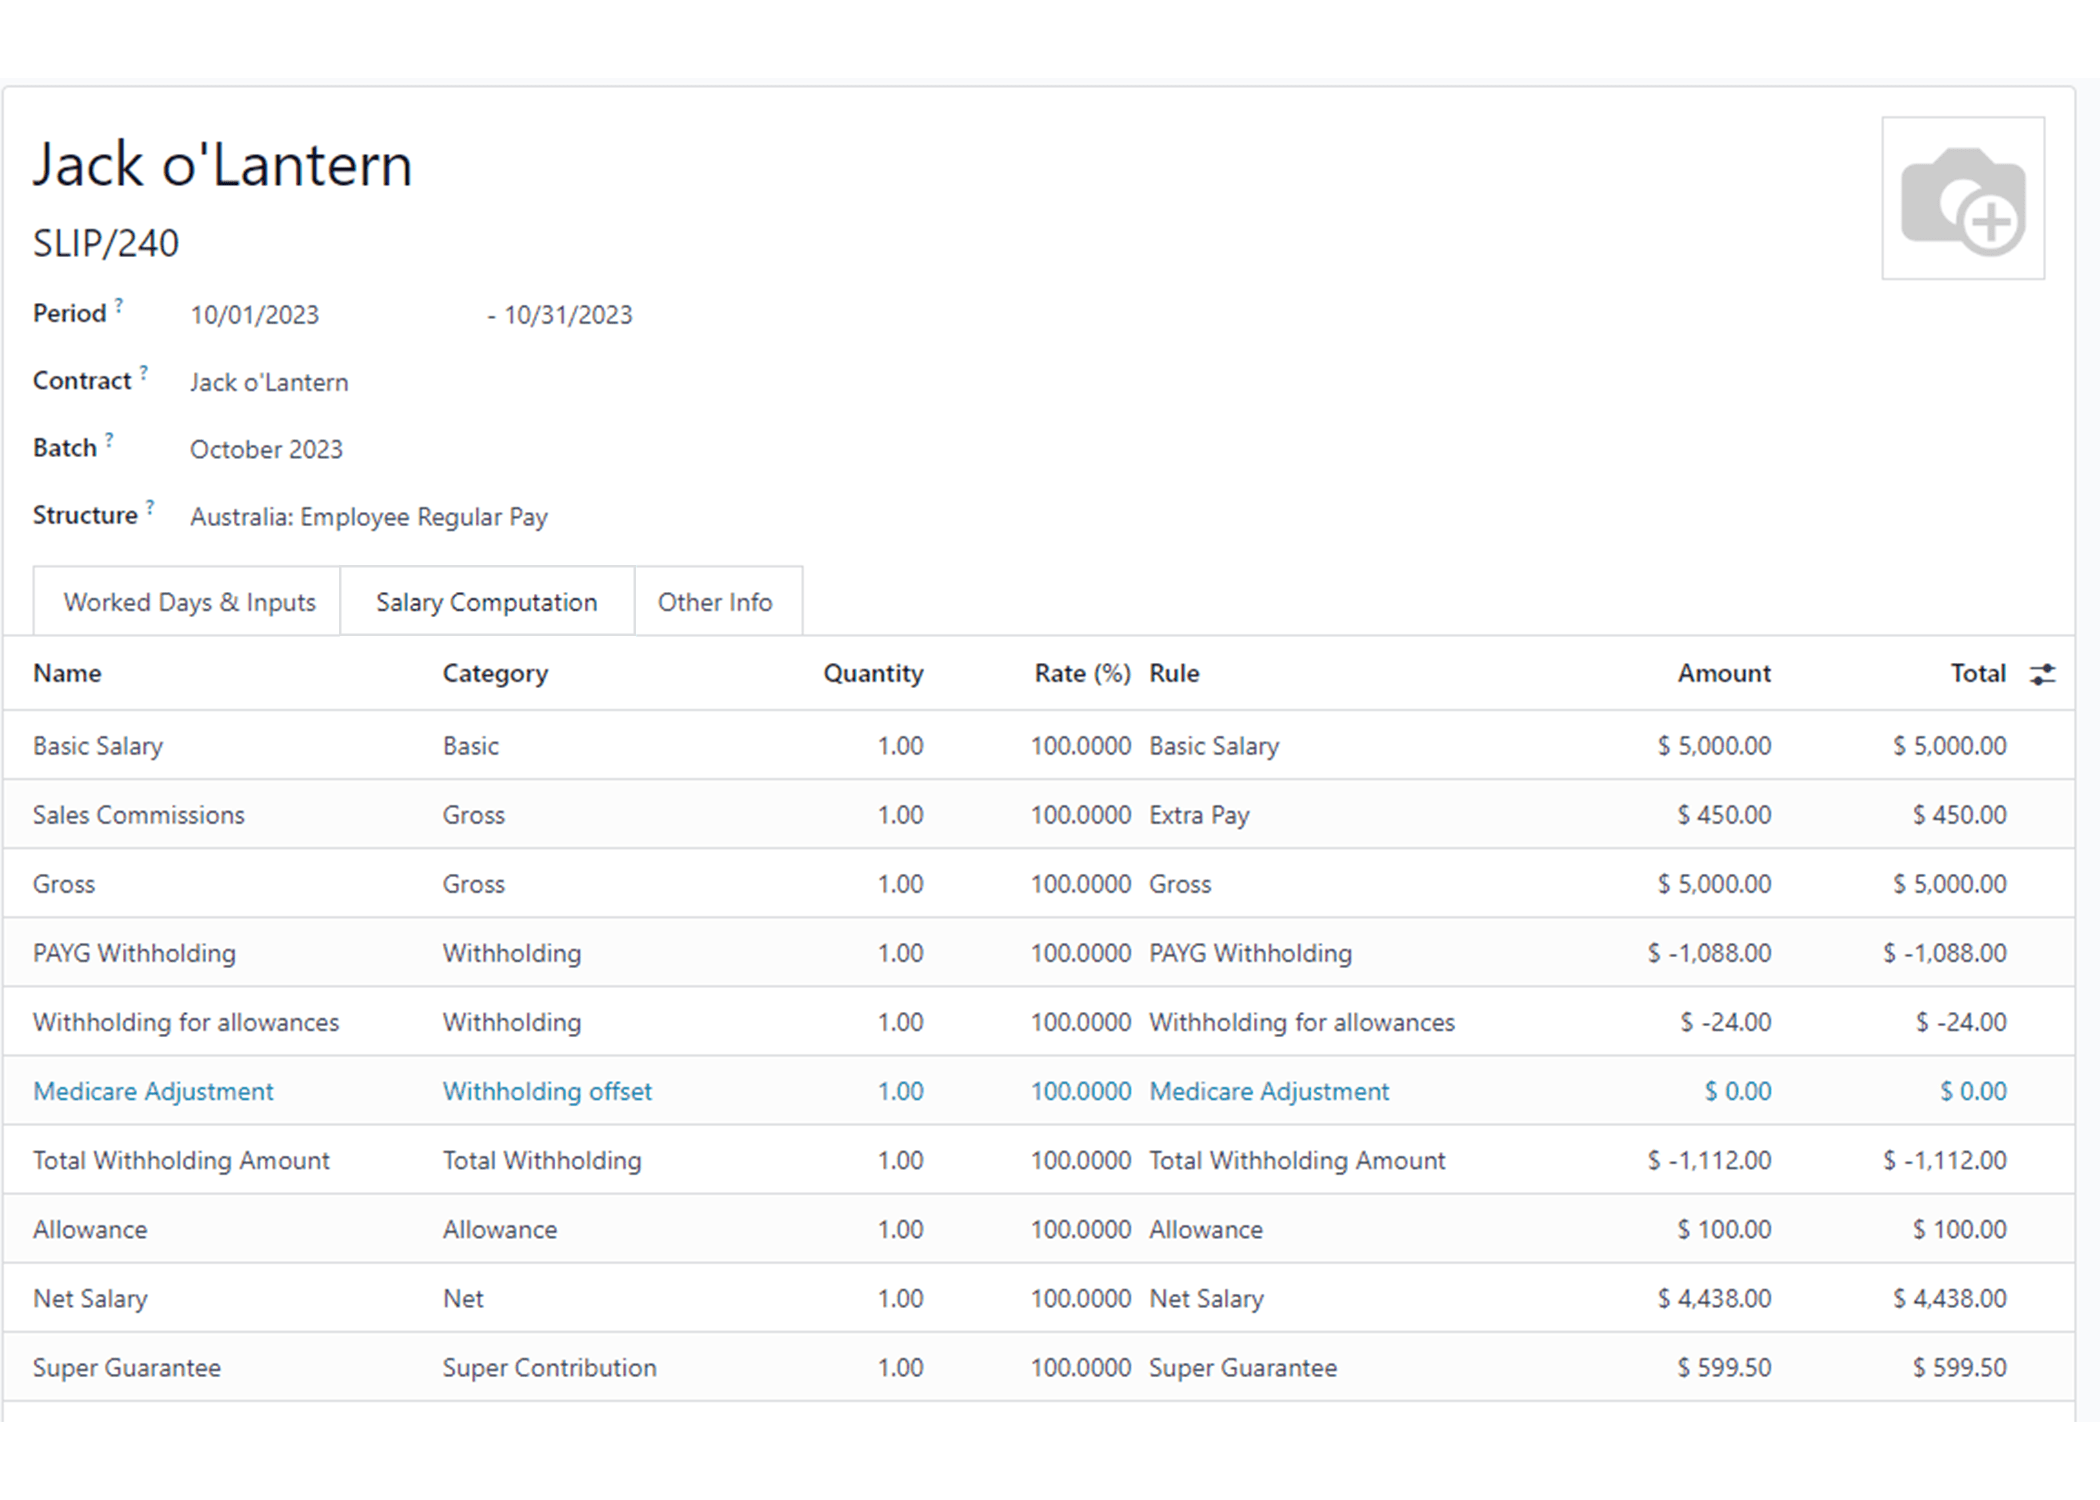 Jack o'Lantern
SLIP/240
Period ? 10/01/2023 - 10/31/2023
Contract ? Jack o'Lantern
Batch ? October 2023
Structure ? Australia: Employee Regular Pay
Worked Days & Inputs Salary Computation Other Info
Name Category Quantity Rate (%) Rule Amount Total
Basic Salary Basic 1.00 100.0000 Basic Salary $ 5,000.00 $ 5,000.00
Sales Commissions Gross 1.00 100.0000 Extra Pay $ 450.00 $ 450.00
Gross Gross 1.00 100.0000 Gross $ 5,000.00 $ 5,000.00
PAYG Withholding Withholding 1.00 100.0000 PAYG Withholding $ -1,088.00 $ -1,088.00
Withholding for allowances Withholding 1.00 100.0000 Withholding for allowances $ -24.00 $ -24.00
Medicare Adjustment Withholding offset 1.00 100.0000 Medicare Adjustment $ 0.00 $ 0.00
Total Withholding Amount Total Withholding 1.00 100.0000 Total Withholding Amount $ -1,112.00 $ -1,112.00
Allowance Allowance 1.00 100.0000 Allowance $ 100.00 $ 100.00
Net Salary Net 1.00 100.0000 Net Salary $ 4,438.00 $ 4,438.00
Super Guarantee Super Contribution 1.00 100.0000 Super Guarantee $ 599.50 $ 599.50